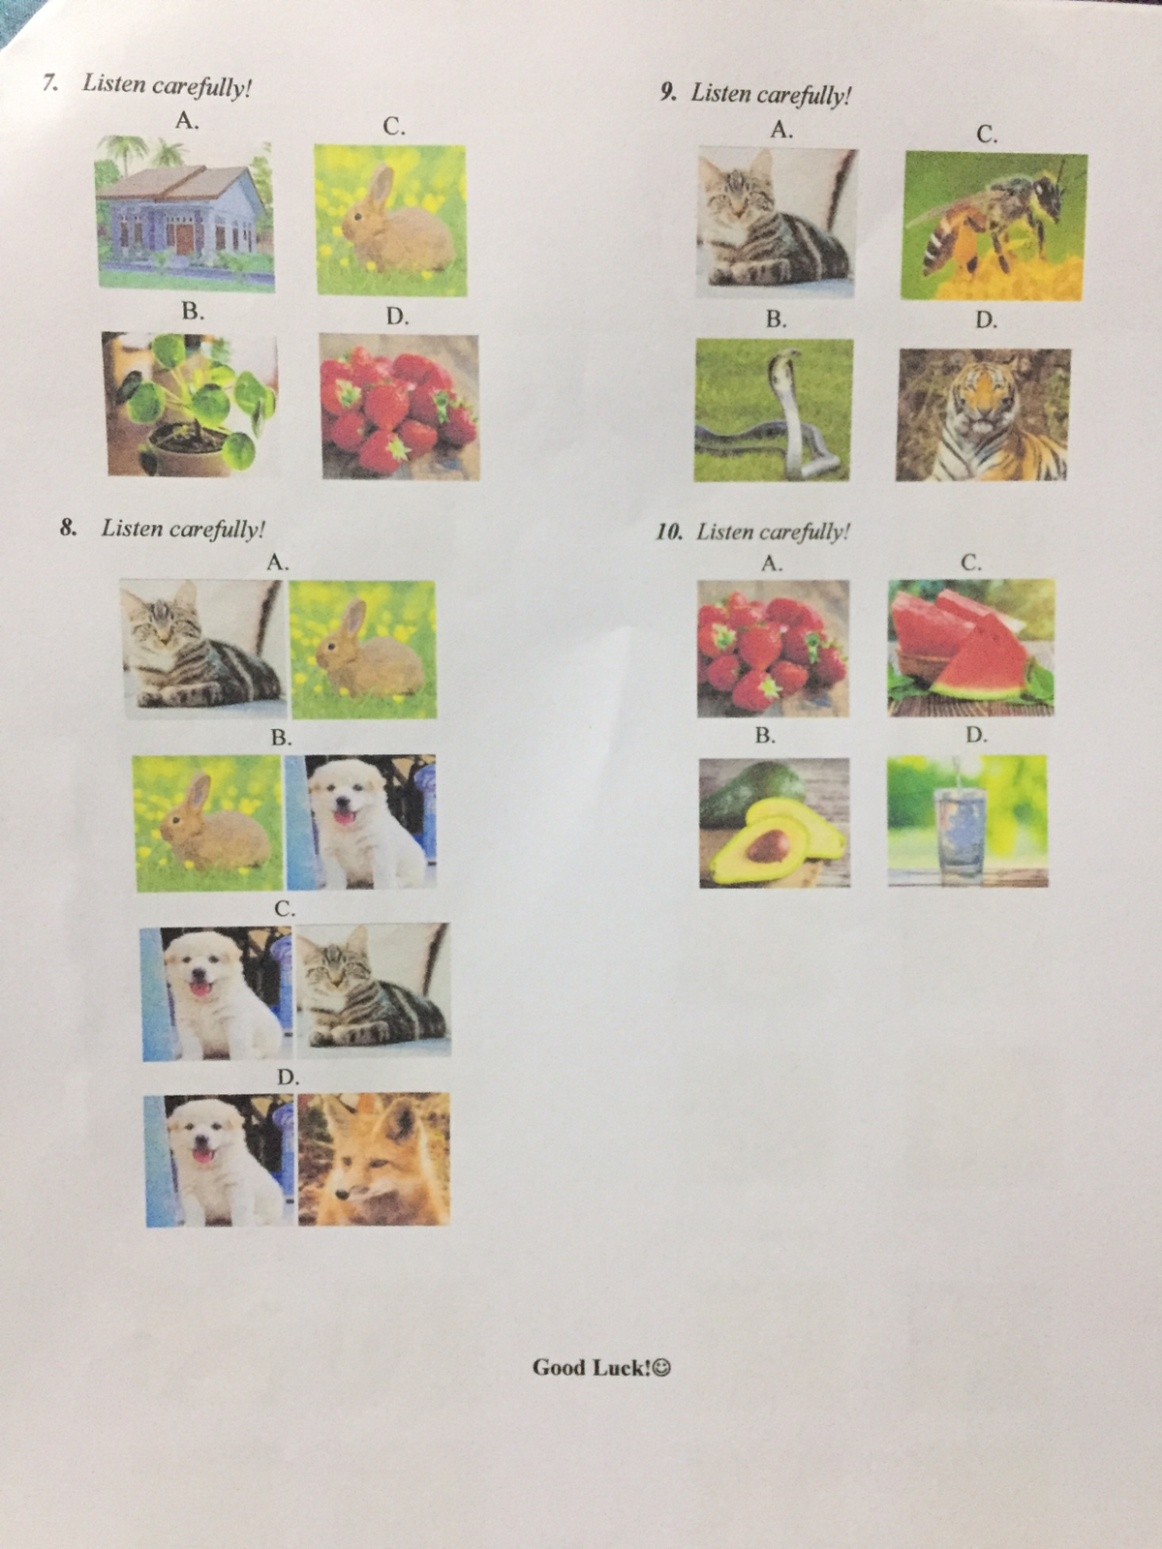 7. Listen carefully!
A.
C.
B.
D.
8. Listen carefully!
A.
B.
C.
D.
9. Listen carefully!
A.
C.
B.
D.
10. Listen carefully!
A.
C.
B.
D.
Good Luck!☺